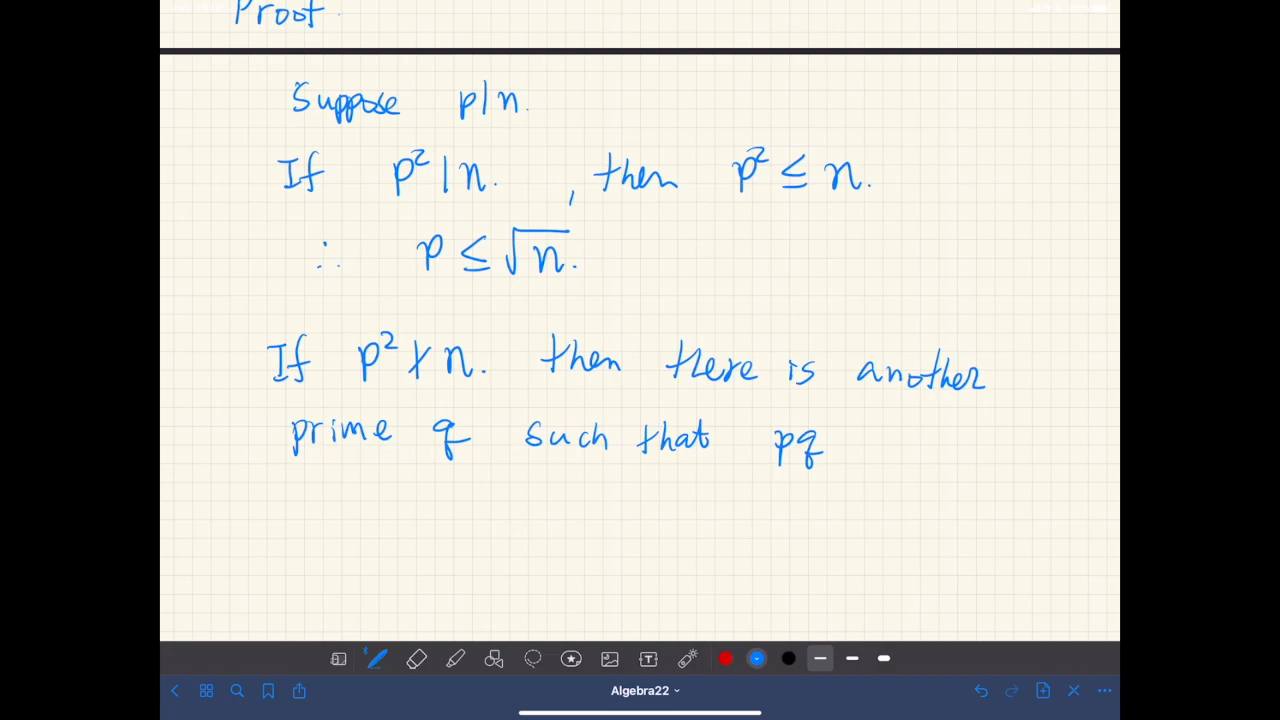 Proof.
Suppose p|n.
If p² | n. , then p² ≤ n.
∴ p ≤ √n.
If p² ∤ n. then there is another
prime q such that pq
Algebra22